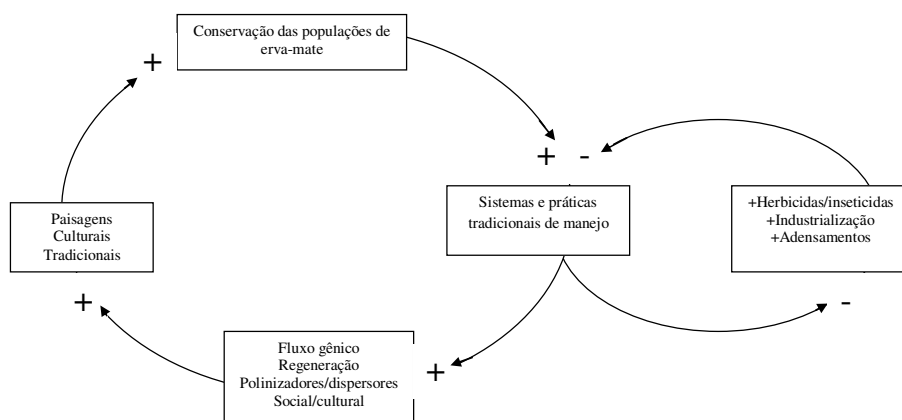 Conservação das populações de
erva-mate
+
+ -
Sistemas e práticas
tradicionais de manejo
+Herbicidas/inseticidas
+Industrialização
+Adensamentos
Paisagens
Culturais
Tradicionais
+
-
Fluxo gênico
Regeneração
Polinizadores/dispersores
Social/cultural
+